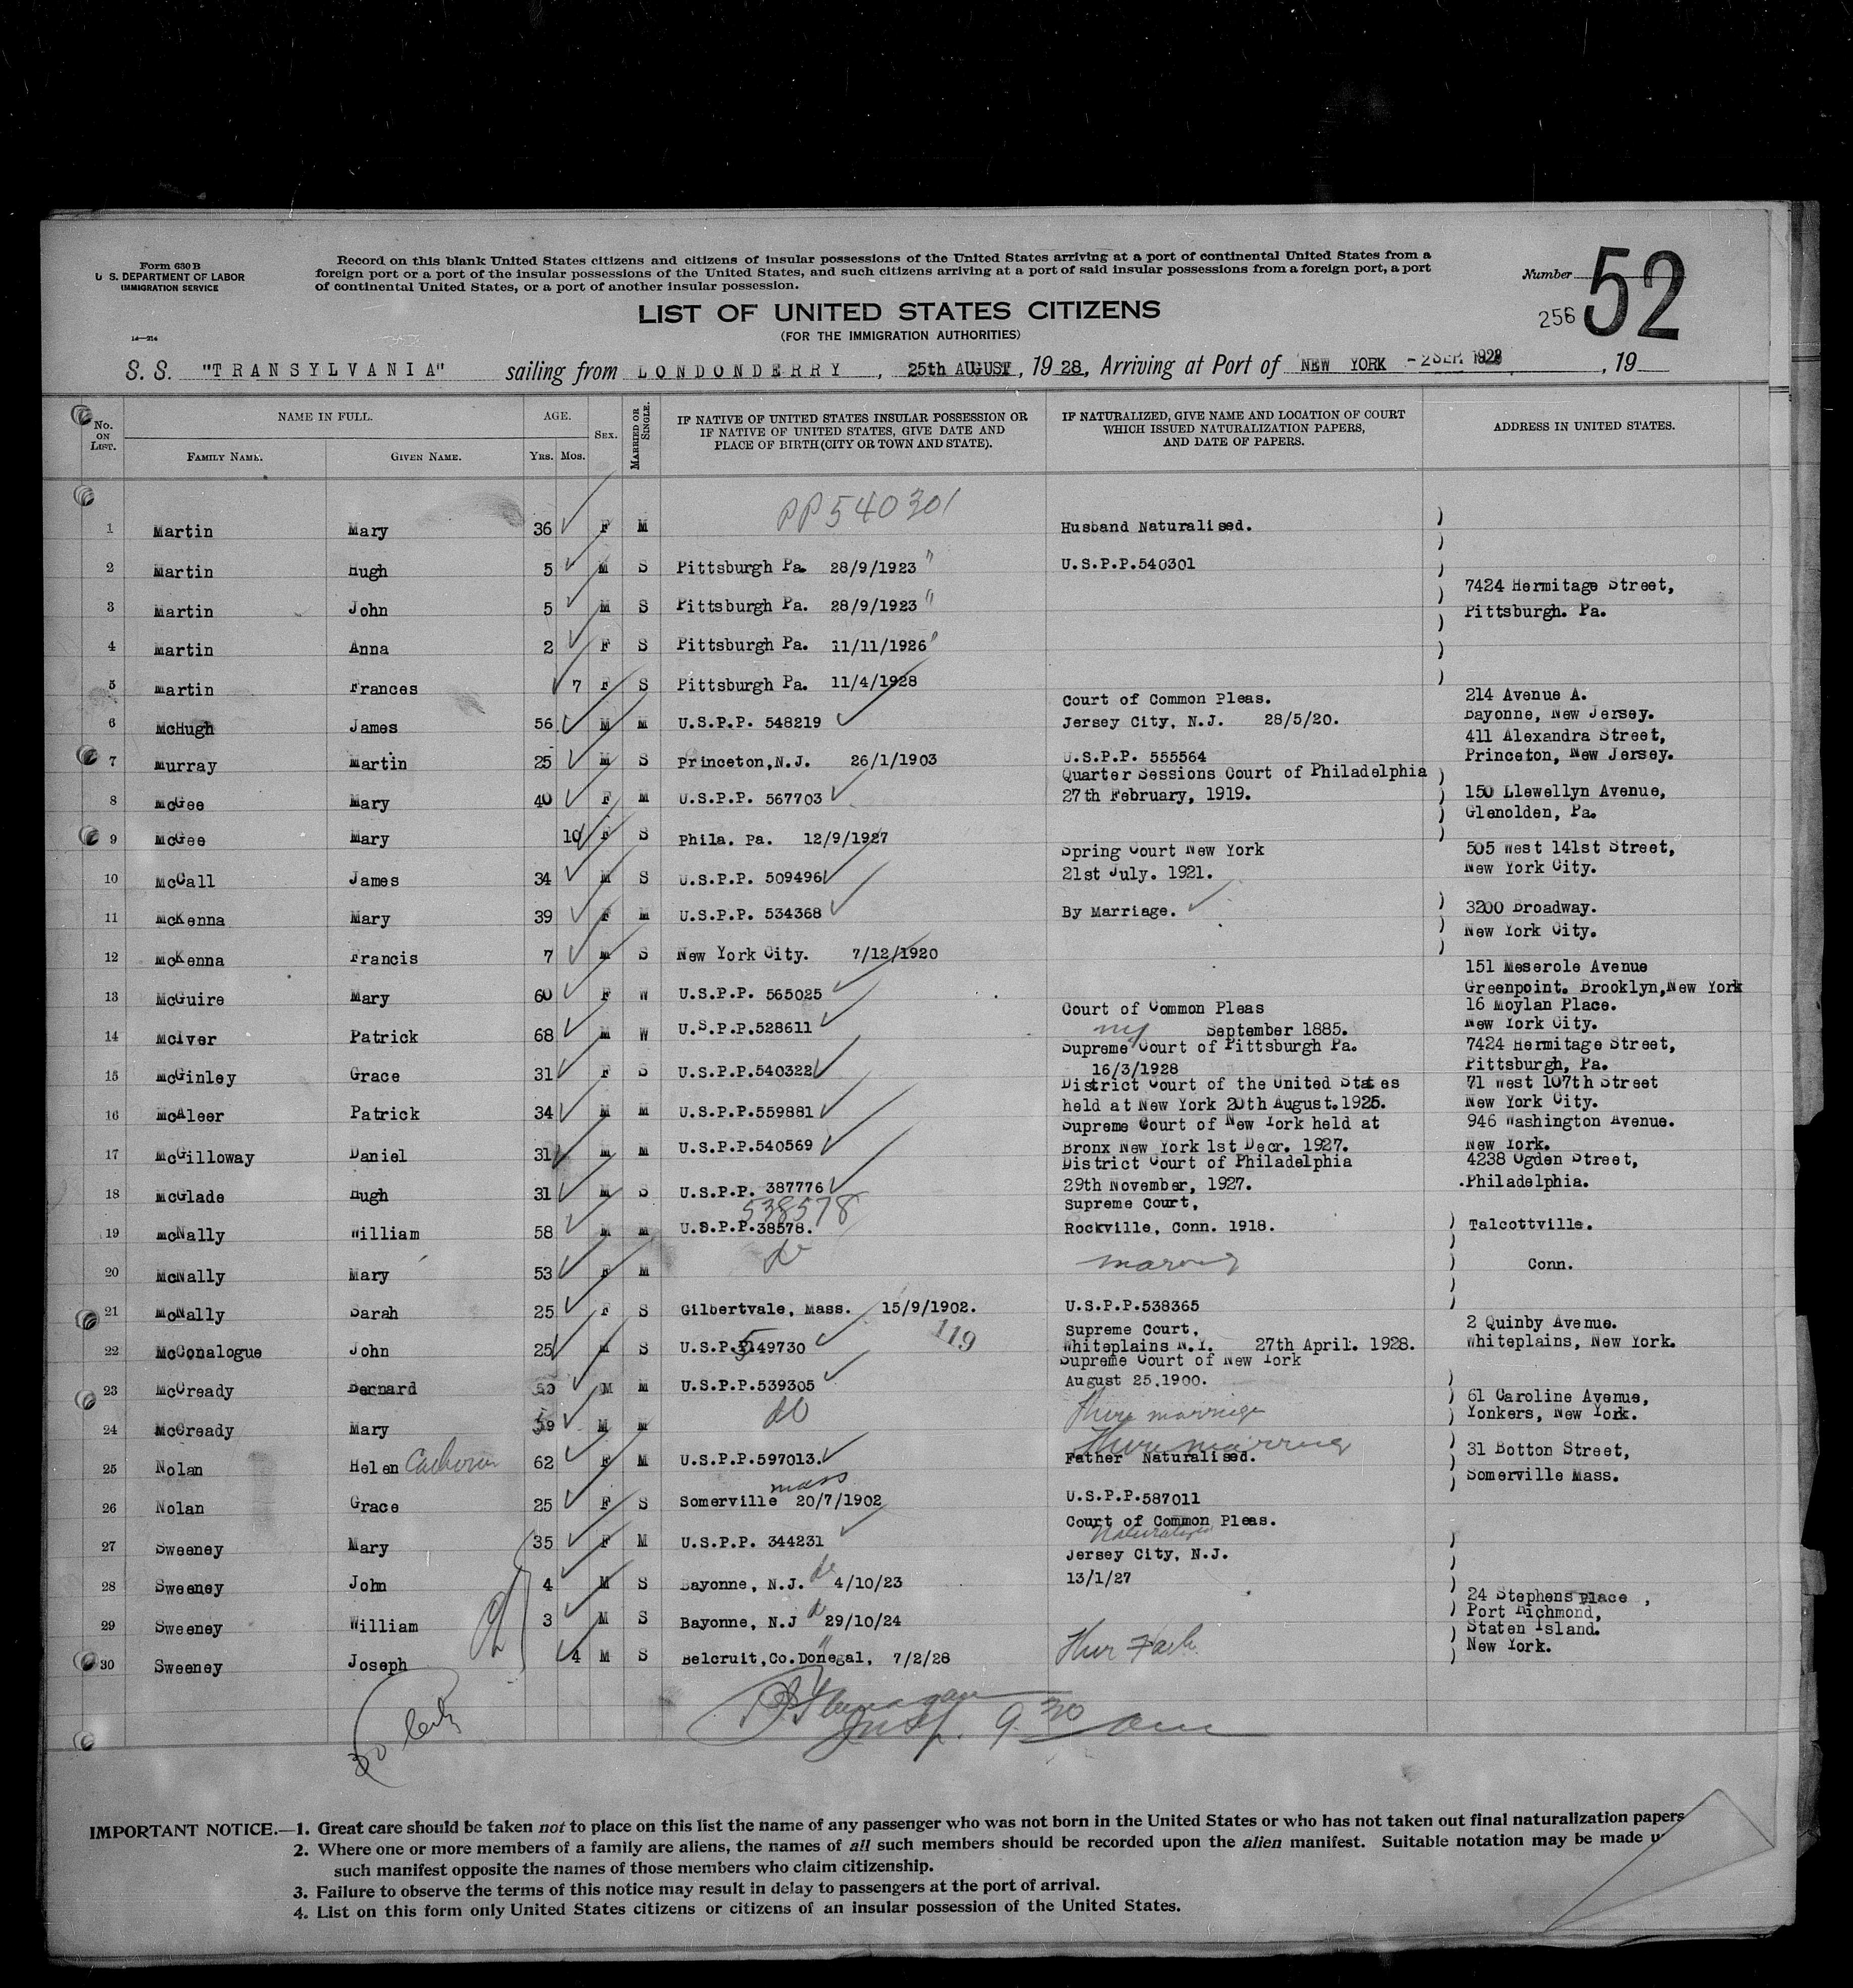 Form 630 B
U. S. DEPARTMENT OF LABOR
IMMIGRATION SERVICE
14—214
Record on this blank United States citizens and citizens of insular possessions of the United States arriving at a port of continental United States from a
foreign port or a port of the insular possessions of the United States, and such citizens arriving at a port of said insular possessions from a foreign port, a port
of continental United States, or a port of another insular possession.
Number 52
256
LIST OF UNITED STATES CITIZENS
(FOR THE IMMIGRATION AUTHORITIES)
S. S. "TRANSYLVANIA" sailing from LONDONDERRY, 25th AUGUST, 1928, Arriving at Port of NEW YORK -2 SEP. 1928, 19
No. ON LIST. NAME IN FULL. AGE. SEX. MARRIED OR SINGLE. IF NATIVE OF UNITED STATES INSULAR POSSESSION OR IF NATIVE OF UNITED STATES, GIVE DATE AND PLACE OF BIRTH (CITY OR TOWN AND STATE). IF NATURALIZED, GIVE NAME AND LOCATION OF COURT WHICH ISSUED NATURALIZATION PAPERS, AND DATE OF PAPERS. ADDRESS IN UNITED STATES.
FAMILY NAME. GIVEN NAME. Yrs. Mos.
1 Martin Mary 36 F M PP 540301 Husband Naturalised.
2 Martin Hugh 5 M S Pittsburgh Pa. 28/9/1923 " U.S.P.P.540301
3 Martin John 5 M S Pittsburgh Pa. 28/9/1923 " 7424 Hermitage Street, Pittsburgh. Pa.
4 Martin Anna 2 F S Pittsburgh Pa. 11/11/1926 "
5 Martin Frances 7 F S Pittsburgh Pa. 11/4/1928
6 McHugh James 56 M M U.S.P.P. 548219 Court of Common Pleas. Jersey City, N.J. 28/5/20. 214 Avenue A. Bayonne, New Jersey.
7 Murray Martin 25 M S Princeton,N.J. 26/1/1903 U.S.P.P. 555564 411 Alexandra Street, Princeton, New Jersey.
8 McGee Mary 40 F M U.S.P.P. 567703 Quarter Sessions Court of Philadelphia 27th February, 1919. 150 Llewellyn Avenue, Glenolden, Pa.
9 McGee Mary 10 F S Phila. Pa. 12/9/1927
10 McCall James 34 M S U.S.P.P. 509496 Spring Court New York 21st July. 1921. 505 West 141st Street, New York City.
11 McKenna Mary 39 F M U.S.P.P. 534368 By Marriage. 3200 Broadway. New York City.
12 McKenna Francis 7 M S New York City. 7/12/1920
13 McGuire Mary 60 F W U.S.P.P. 565025 151 Meserole Avenue Greenpoint. Brooklyn,New York
14 McIver Patrick 68 M W U.S.P.P.528611 Court of Common Pleas ny September 1885. 16 Moylan Place. New York City.
15 McGinley Grace 31 F S U.S.P.P.540322 Supreme Court of Pittsburgh Pa. 16/3/1928 7424 Hermitage Street, Pittsburgh, Pa.
16 McAleer Patrick 34 M M U.S.P.P.559881 District Court of the United States held at New York 20th August.1925. 71 West 107th Street New York City.
17 McGilloway Daniel 31 M M U.S.P.P.540569 Supreme Court of New York held at Bronx New York 1st Decr. 1927. 946 Washington Avenue. New York.
18 McGlade Hugh 31 M S U.S.P.P. 387776 District Court of Philadelphia 29th November, 1927. 4238 Ogden Street, .Philadelphia.
19 McNally William 58 M M U.S.P.P.38578. 538578 Supreme Court, Rockville, Conn. 1918. Talcottville.
20 McNally Mary 53 F M do Conn.
21 McNally Sarah 25 F S Gilbertvale, Mass. 15/9/1902. U.S.P.P.538365
22 McConalogue John 25 M S U.S.P.P.549730 119 Supreme Court, Whiteplains N.Y. 27th April. 1928. 2 Quinby Avenue. Whiteplains, New York.
23 McCready Bernard M M U.S.P.P.539305 Supreme Court of New York August 25.1900. 61 Caroline Avenue, Yonkers, New York.
24 McCready Mary 59 M M do thru marriage
25 Nolan Helen 62 F M U.S.P.P.597013. Thru marriage Father Naturalised. 31 Botton Street, Somerville Mass.
26 Nolan Grace 25 F S Somerville mass 20/7/1902 U.S.P.P.587011
27 Sweeney Mary 35 F M U.S.P.P. 344231 Court of Common Pleas. Naturalized Jersey City, N.J.
28 Sweeney John 4 M S Bayonne, N.J. do 4/10/23 13/1/27
29 Sweeney William 3 M S Bayonne, N.J do 29/10/24 24 Stephens Place, Port Richmond, Staten Island. New York.
30 Sweeney Joseph 4 M S Belcruit,Co.Donegal, 7/2/28 Thur Fath
30
Insp. 9 30 am
IMPORTANT NOTICE.—1. Great care should be taken not to place on this list the name of any passenger who was not born in the United States or who has not taken out final naturalization papers
2. Where one or more members of a family are aliens, the names of all such members should be recorded upon the alien manifest. Suitable notation may be made
such manifest opposite the names of those members who claim citizenship.
3. Failure to observe the terms of this notice may result in delay to passengers at the port of arrival.
4. List on this form only United States citizens or citizens of an insular possession of the United States.